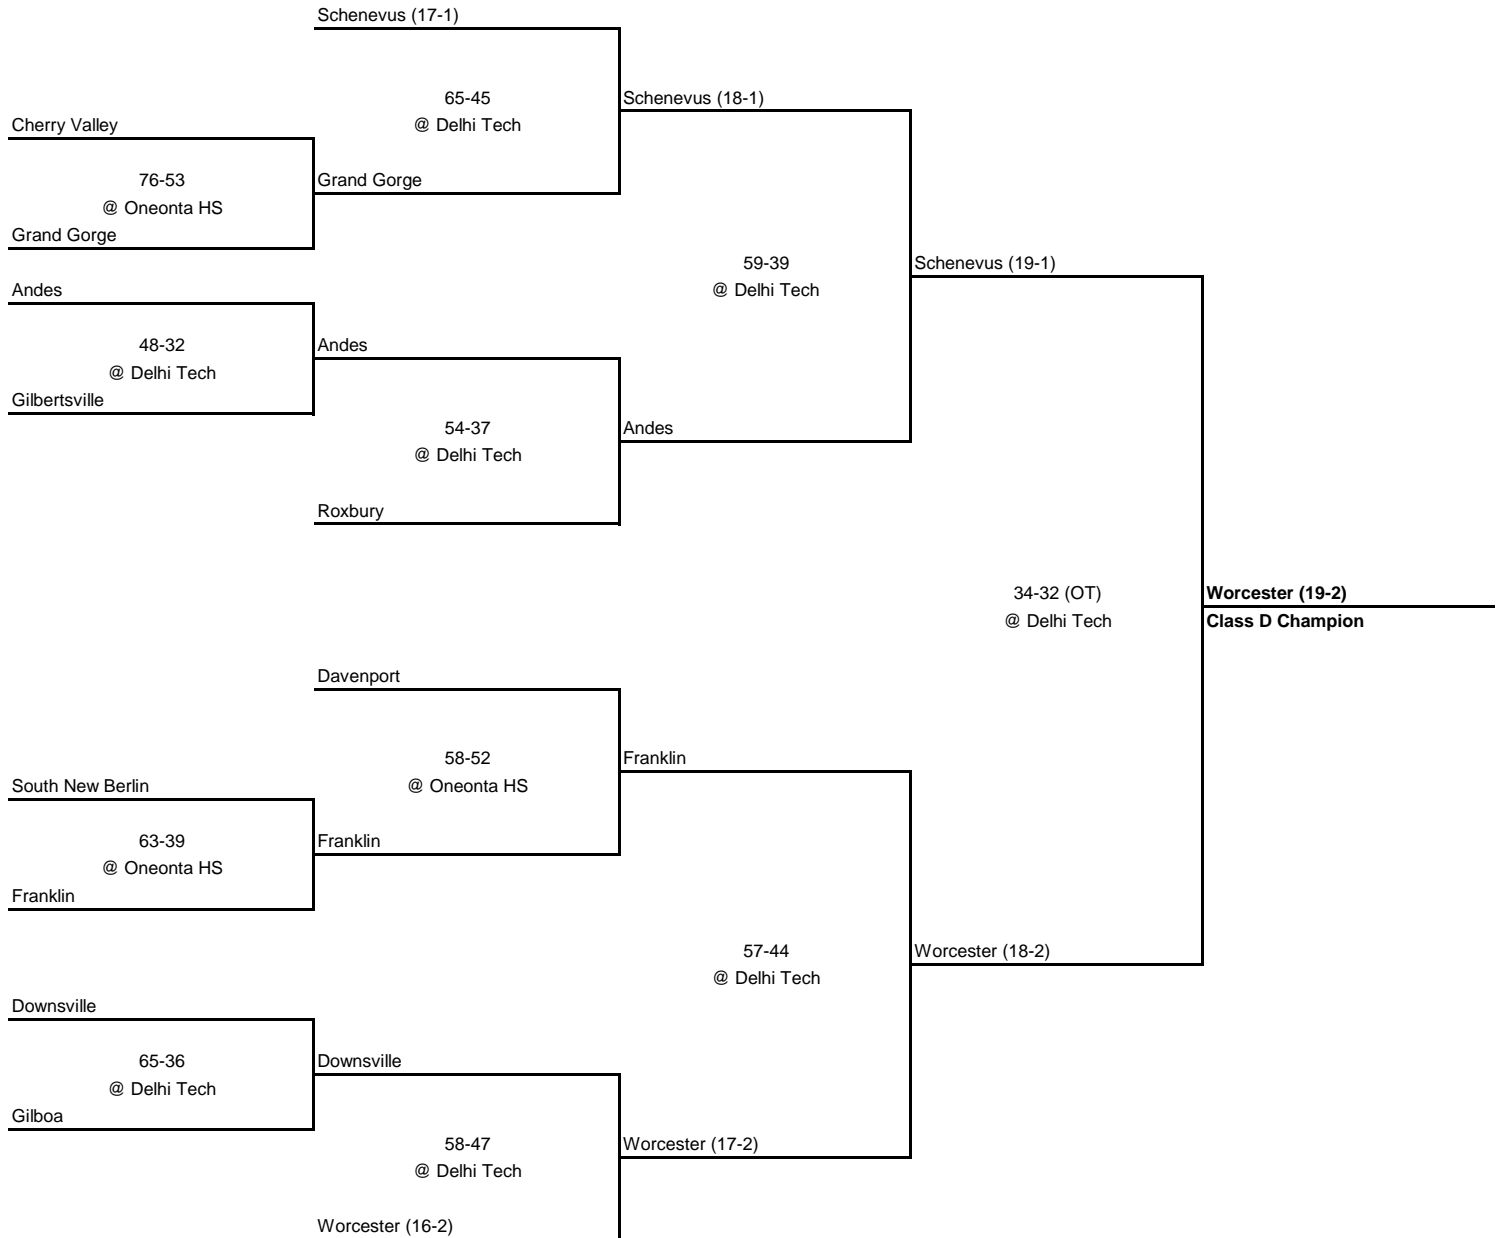 Schenevus (17-1)
65-45
@ Delhi Tech
Schenevus (18-1)
Cherry Valley
76-53
@ Oneonta HS
Grand Gorge
Grand Gorge
59-39
@ Delhi Tech
Schenevus (19-1)
Andes
48-32
@ Delhi Tech
Andes
Gilbertsville
54-37
@ Delhi Tech
Andes
Roxbury
34-32 (OT)
@ Delhi Tech
Worcester (19-2)
Class D Champion
Davenport
58-52
@ Oneonta HS
Franklin
South New Berlin
63-39
@ Oneonta HS
Franklin
Franklin
57-44
@ Delhi Tech
Worcester (18-2)
Downsville
65-36
@ Delhi Tech
Downsville
Gilboa
58-47
@ Delhi Tech
Worcester (17-2)
Worcester (16-2)